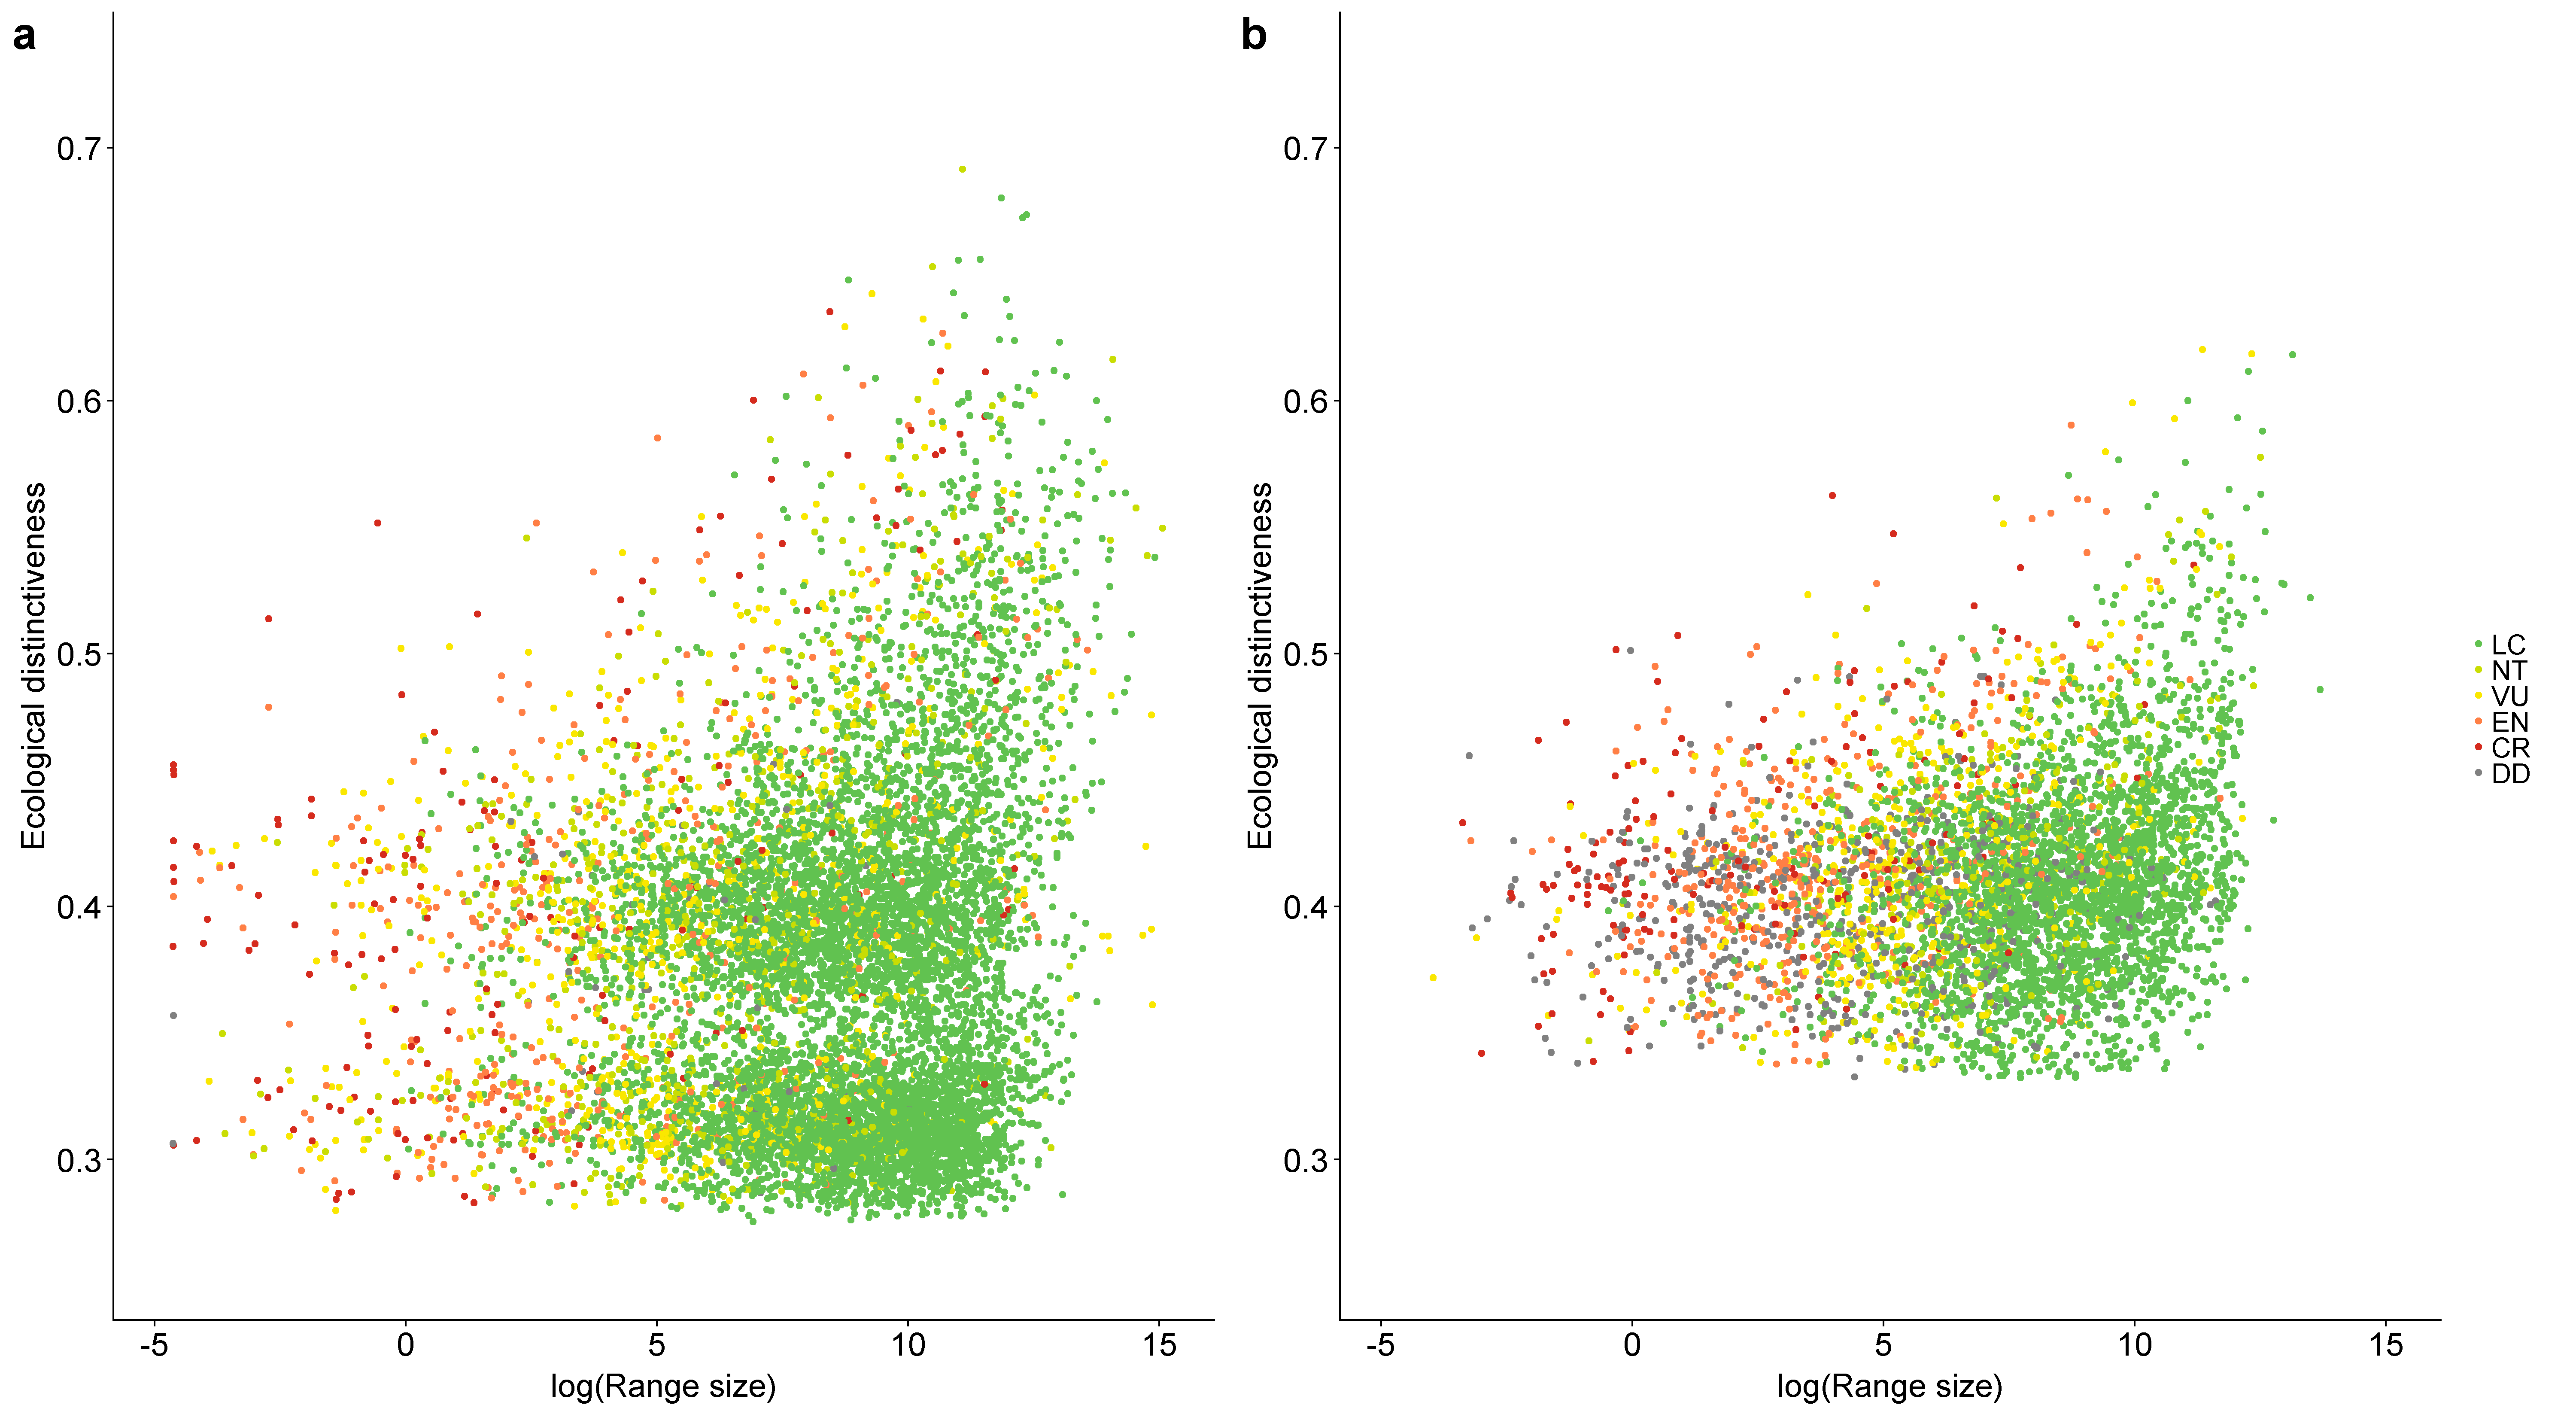 a
Ecological distinctiveness
0.7
0.6
0.5
0.4
0.3
-5 0 5 10 15
log(Range size)
b
Ecological distinctiveness
0.7
0.6
0.5
0.4
0.3
-5 0 5 10 15
log(Range size)
LC
NT
VU
EN
CR
DD